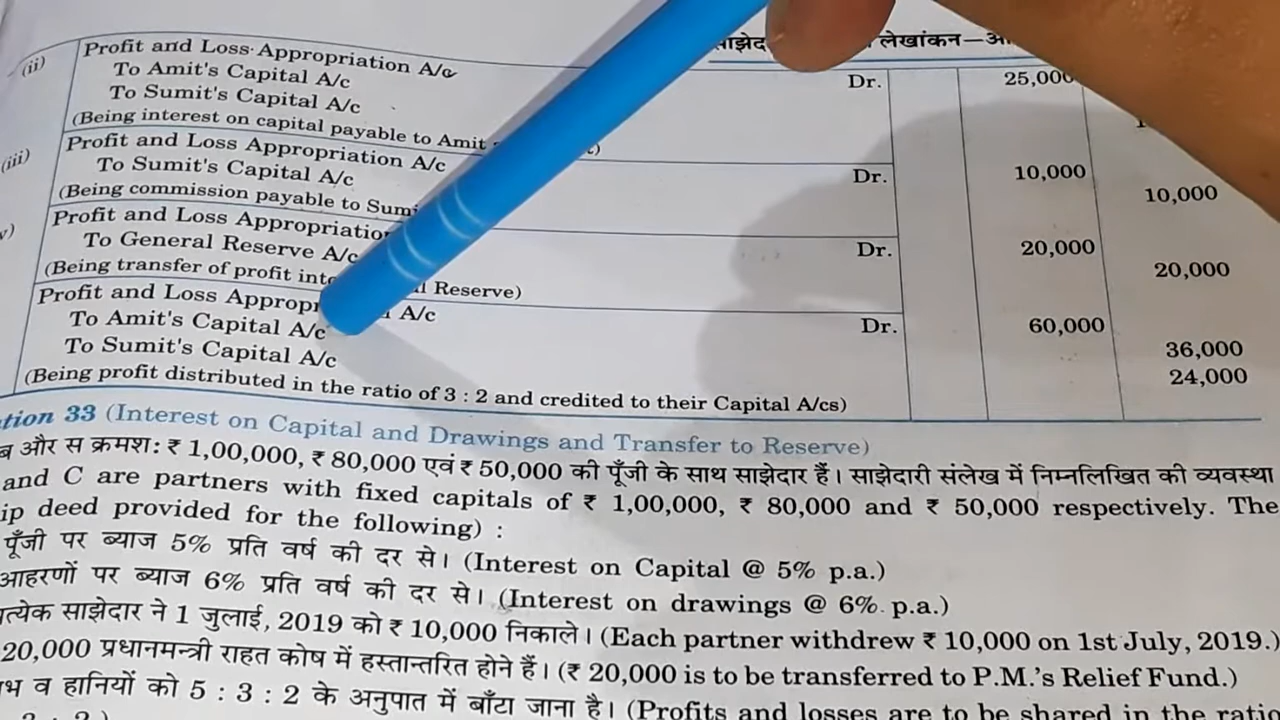 लेखांकन—
(ii) Profit and Loss Appropriation A/c Dr. 25,000
To Amit's Capital A/c
To Sumit's Capital A/c
(Being interest on capital payable to Amit
(iii) Profit and Loss Appropriation A/c Dr. 10,000
To Sumit's Capital A/c 10,000
(Being commission payable to
Profit and Loss Dr. 20,000
To General Reserve A/c 20,000
(Being transfer of profit Reserve)
Profit and Loss A/c Dr. 60,000
To Amit's Capital A/c 36,000
To Sumit's Capital A/c 24,000
(Being profit distributed in the ratio of 3 : 2 and credited to their Capital A/cs)
33 (Interest on Capital and Drawings and Transfer to Reserve)
और स क्रमश: ₹ 1,00,000, ₹ 80,000 एवं ₹ 50,000 की पूँजी के साथ साझेदार हैं। साझेदारी संलेख में निम्नलिखित की व्यवस्था
and C are partners with fixed capitals of ₹ 1,00,000, ₹ 80,000 and ₹ 50,000 respectively. The
deed provided for the following) :
पूँजी पर ब्याज 5% प्रति वर्ष की दर से। (Interest on Capital @ 5% p.a.)
आहरणों पर ब्याज 6% प्रति वर्ष की दर से। (Interest on drawings @ 6% p.a.)
साझेदार ने 1 जुलाई, 2019 को ₹ 10,000 निकाले। (Each partner withdrew ₹ 10,000 on 1st July, 2019.)
20,000 प्रधानमन्त्री राहत कोष में हस्तान्तरित होने हैं। (₹ 20,000 is to be transferred to P.M.'s Relief Fund.)
व हानियों को 5 : 3 : 2 के अनुपात में बाँटा जाना है। (Profits and losses are to be shared in the ratio